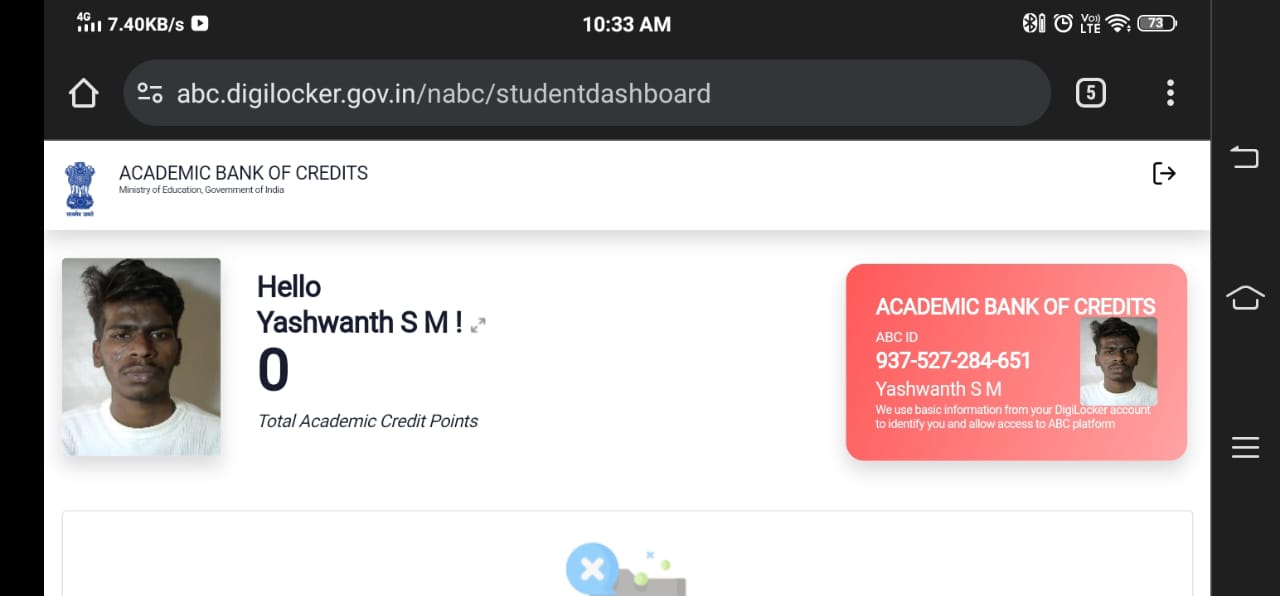 4G 7.40KB/s
10:33 AM
Vo))
LTE
73
abc.digilocker.gov.in/nabc/studentdashboard
5
ACADEMIC BANK OF CREDITS
Ministry of Education, Government of India
सत्यमेव जयते
Hello
Yashwanth S M !
0
Total Academic Credit Points
ACADEMIC BANK OF CREDITS
ABC ID
937-527-284-651
Yashwanth S M
We use basic information from your DigiLocker account
to identify you and allow access to ABC platform